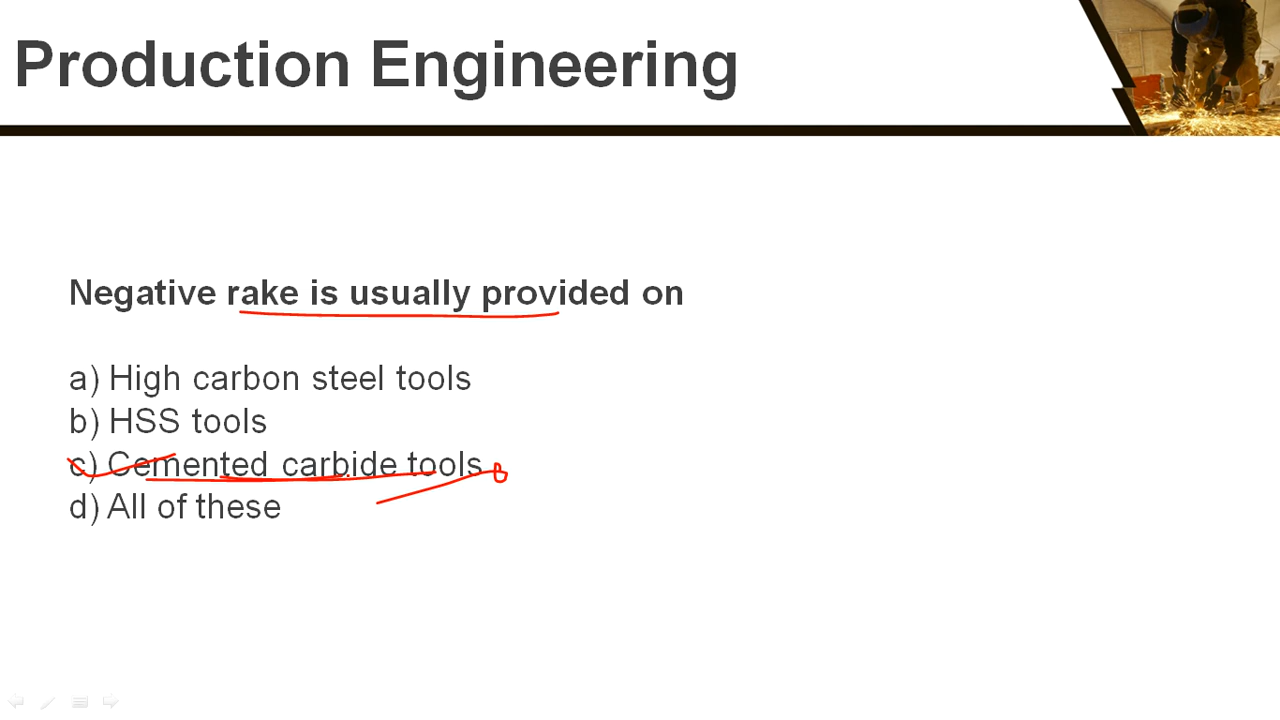 Production Engineering
Negative rake is usually provided on
a) High carbon steel tools
b) HSS tools
c) Cemented carbide tools
d) All of these